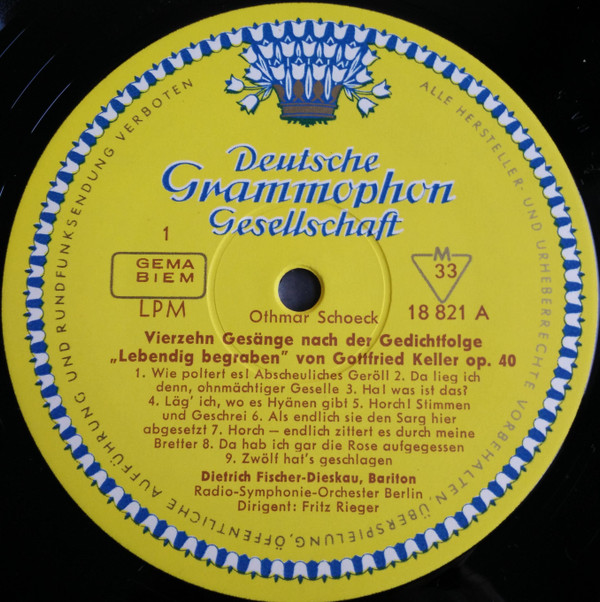 ALLE HERSTELLER- UND URHEBERRECHTE VORBEHALTEN, ÜBERSPIELUNG, ÖFFENTLICHE AUFFÜHRUNG UND RUNDFUNKSENDUNG VERBOTEN
Deutsche
Grammophon
Gesellschaft
1
GEMA
BIEM
LPM
M
33
18 821 A
Othmar Schoeck
Vierzehn Gesänge nach der Gedichtfolge
„Lebendig begraben” von Gottfried Keller op. 40
1. Wie poltert es! Abscheuliches Geröll 2. Da lieg ich
denn, ohnmächtiger Geselle 3. Ha! was ist das?
4. Läg' ich, wo es Hyänen gibt 5. Horch! Stimmen
und Geschrei 6. Als endlich sie den Sarg hier
abgesetzt 7. Horch — endlich zittert es durch meine
Bretter 8. Da hab ich gar die Rose aufgegessen
9. Zwölf hat's geschlagen
Dietrich Fischer-Dieskau, Bariton
Radio-Symphonie-Orchester Berlin
Dirigent: Fritz Rieger